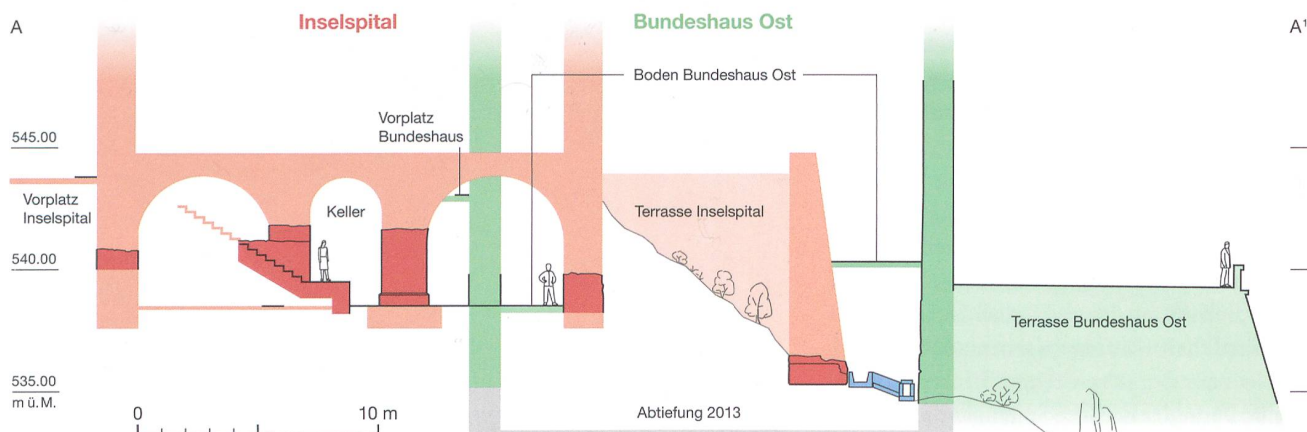 A
Inselspital
Bundeshaus Ost
A¹
Boden Bundeshaus Ost
545.00
Vorplatz
Bundeshaus
Vorplatz
Inselspital
Keller
Terrasse Inselspital
540.00
Terrasse Bundeshaus Ost
535.00
m ü. M.
0
10 m
Abtiefung 2013